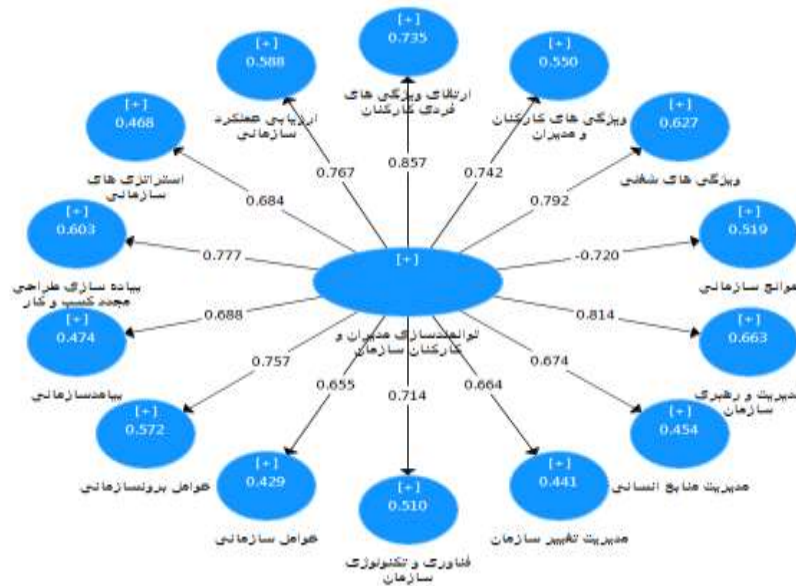 [+]
0.735
ارتقای ویژگی های
فردی کارکنان
[+]
0.588
ارزیابی عملکرد
سازمانی
[+]
0.550
ویژگی های کارکنان
و مدیران
[+]
0.468
استراتژی های
سازمانی
[+]
0.627
ویژگی های شغلی
[+]
0.603
پیاده سازی طراحی
مجدد کسب و کار
[+]
0.519
موانع سازمانی
[+]
0.474
پیامدسازمانی
[+]
0.663
مدیریت و رهبری
سازمان
[+]
0.572
عوامل برونسازمانی
[+]
0.454
مدیریت منابع انسانی
[+]
0.429
عوامل سازمانی
[+]
0.510
فناوری و تکنولوژی
سازمان
[+]
0.441
مدیریت تغییر سازمان
[+]
توانمندسازی مدیران و
کارکنان سازمان
0.857
0.767
0.742
0.684
0.792
0.777
-0.720
0.688
0.814
0.757
0.674
0.655
0.714
0.664